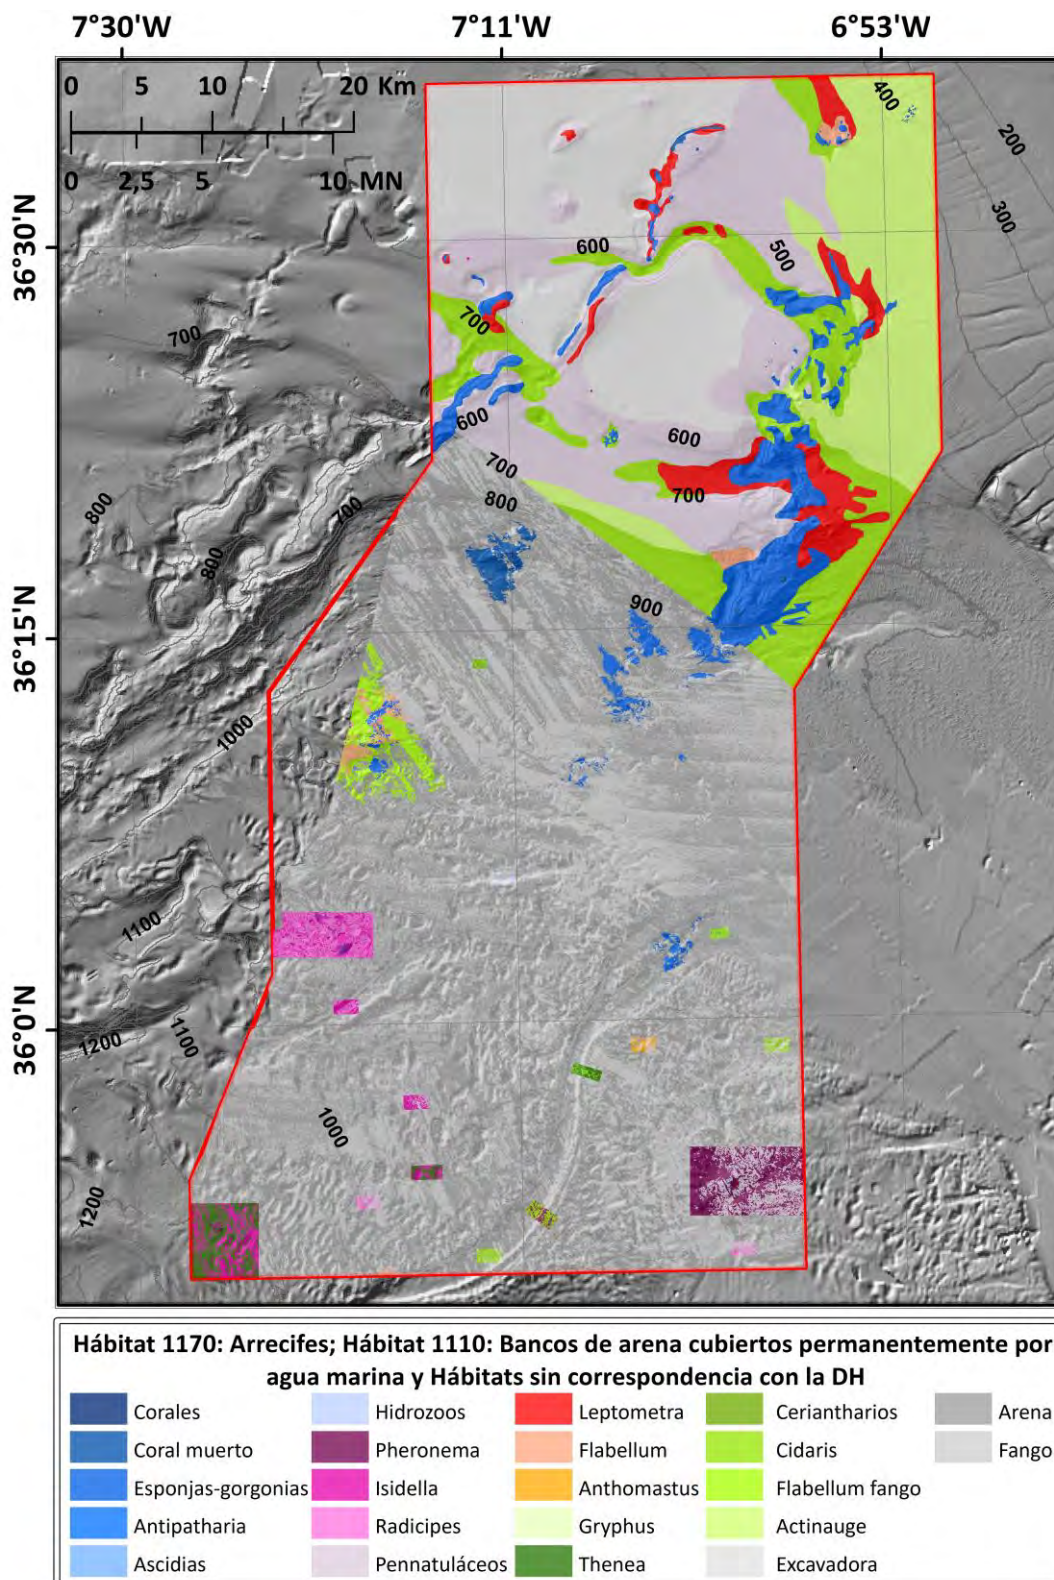 7°30'W 7°11'W 6°53'W
0 5 10 20 Km
0 2,5 5 10 MN
400
200
300
36°30'N
600
500
700
700
600
600
700
700
800
800
700
800
900
36°15'N
1000
1100
36°0'N
1200
1100
1000
1200
Hábitat 1170: Arrecifes; Hábitat 1110: Bancos de arena cubiertos permanentemente por
agua marina y Hábitats sin correspondencia con la DH
Corales Hidrozoos Leptometra Ceriantharios Arena
Coral muerto Pheronema Flabellum Cidaris Fango
Esponjas-gorgonias Isidella Anthomastus Flabellum fango
Antipatharia Radicipes Gryphus Actinauge
Ascidias Pennatuláceos Thenea Excavadora